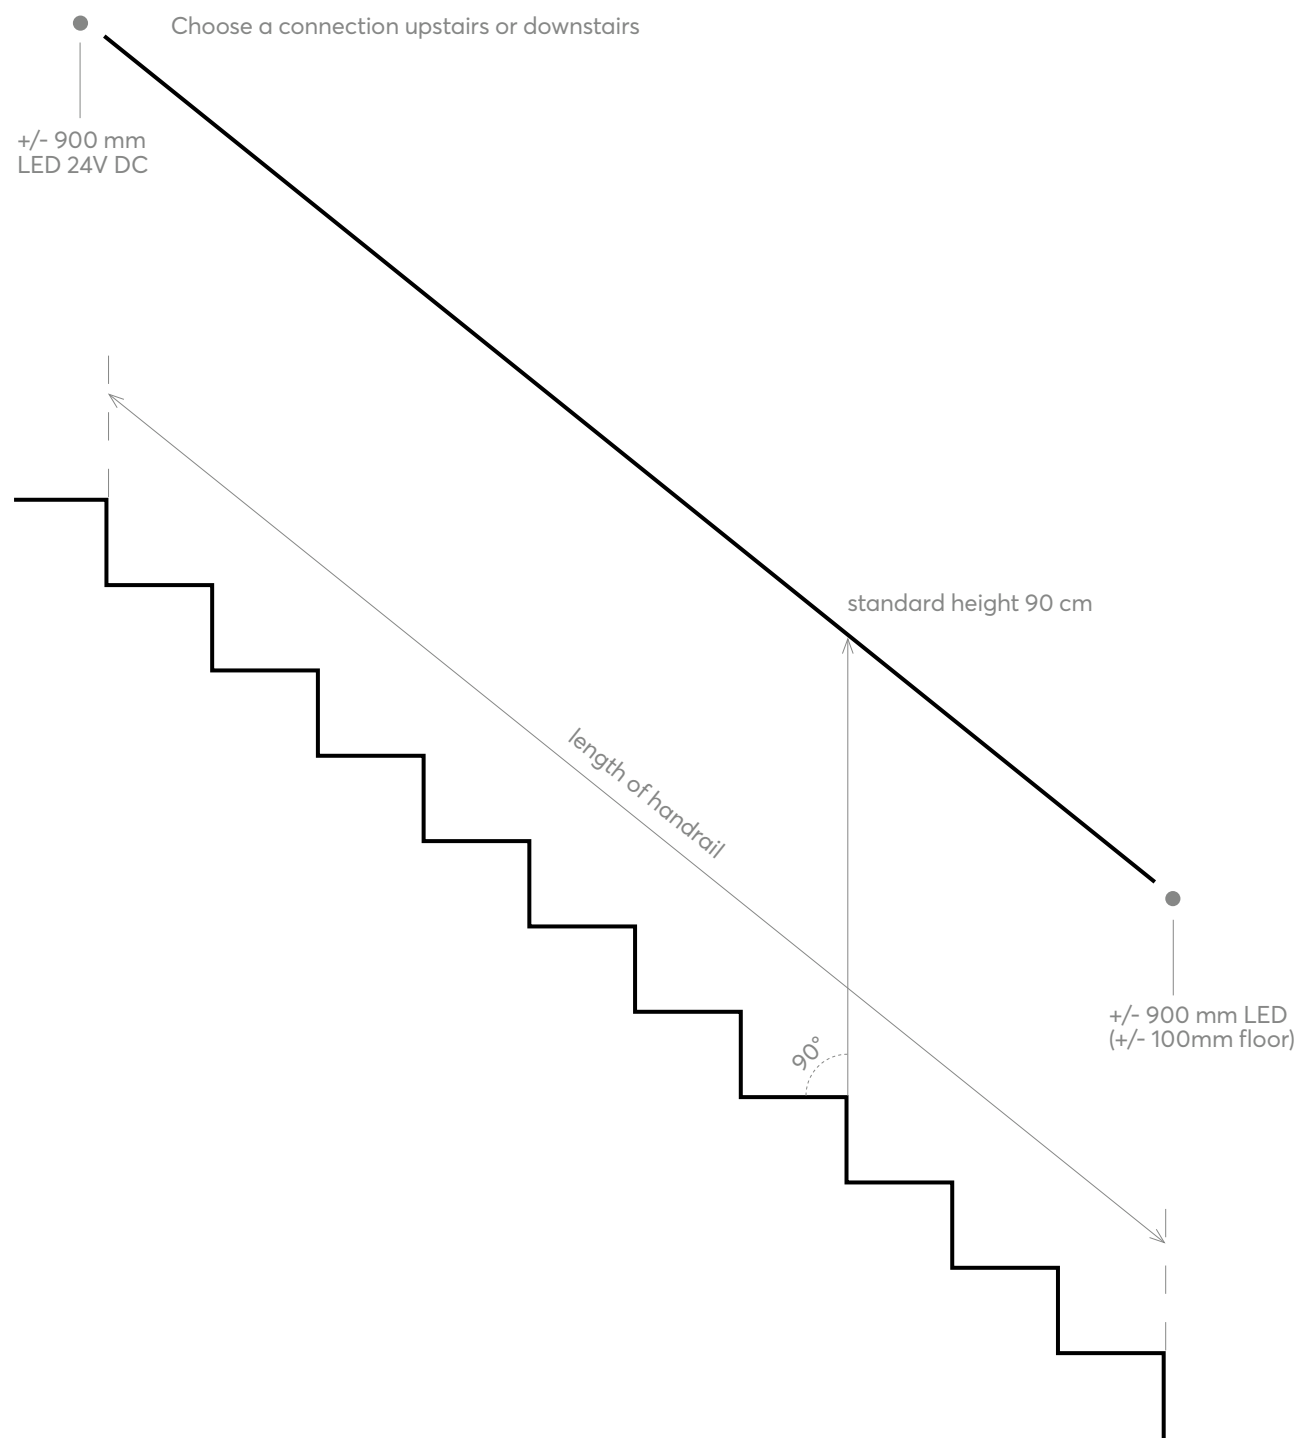 Choose a connection upstairs or downstairs
+/- 900 mm
LED 24V DC
standard height 90 cm
length of handrail
+/- 900 mm LED
(+/- 100mm floor)
90°